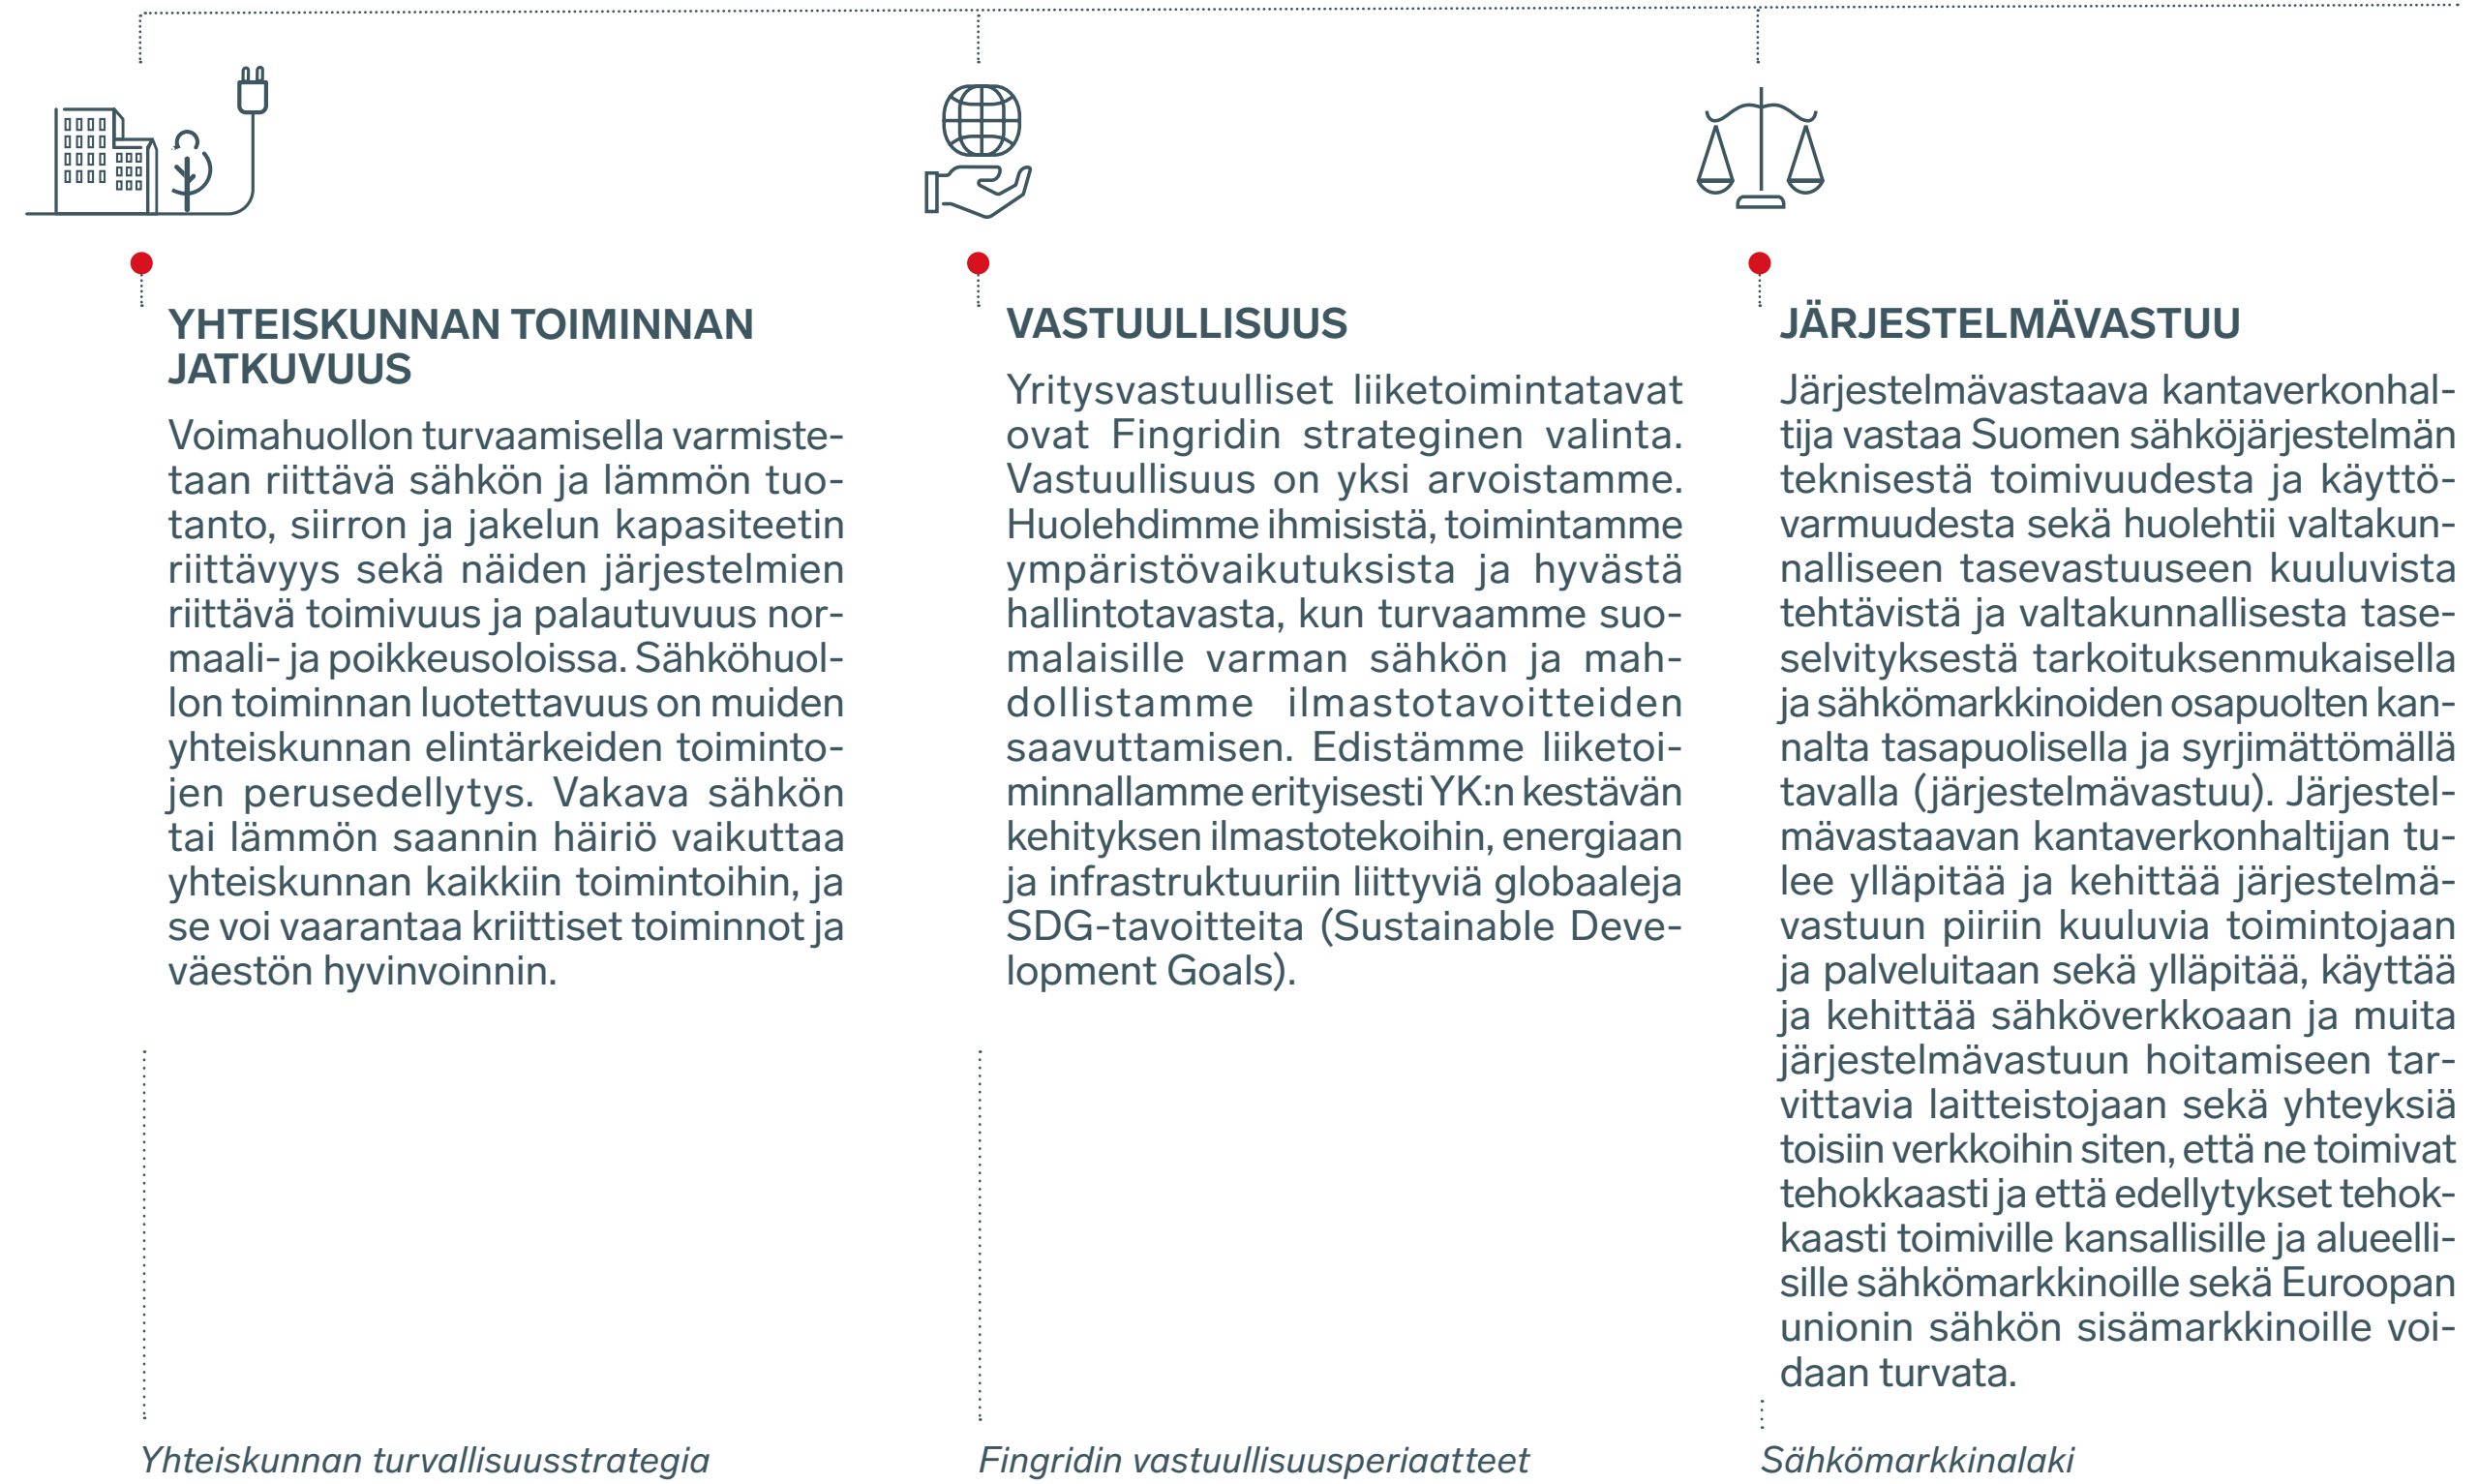 YHTEISKUNNAN TOIMINNAN
JATKUVUUS
Voimahuollon turvaamisella varmiste-
taan riittävä sähkön ja lämmön tuo-
tanto, siirron ja jakelun kapasiteetin
riittävyys sekä näiden järjestelmien
riittävä toimivuus ja palautuvuus nor-
maali- ja poikkeusoloissa. Sähköhuol-
lon toiminnan luotettavuus on muiden
yhteiskunnan elintärkeiden toiminto-
jen perusedellytys. Vakava sähkön
tai lämmön saannin häiriö vaikuttaa
yhteiskunnan kaikkiin toimintoihin, ja
se voi vaarantaa kriittiset toiminnot ja
väestön hyvinvoinnin.
Yhteiskunnan turvallisuusstrategia
VASTUULLISUUS
Yritysvastuulliset liiketoimintatavat
ovat Fingridin strateginen valinta.
Vastuullisuus on yksi arvoistamme.
Huolehdimme ihmisistä, toimintamme
ympäristövaikutuksista ja hyvästä
hallintotavasta, kun turvaamme suo-
malaisille varman sähkön ja mah-
dollistamme ilmastotavoitteiden
saavuttamisen. Edistämme liiketoi-
minnallamme erityisesti YK:n kestävän
kehityksen ilmastotekoihin, energiaan
ja infrastruktuuriin liittyviä globaaleja
SDG-tavoitteita (Sustainable Deve-
lopment Goals).
Fingridin vastuullisuusperiaatteet
JÄRJESTELMÄVASTUU
Järjestelmävastaava kantaverkonhal-
tija vastaa Suomen sähköjärjestelmän
teknisestä toimivuudesta ja käyttö-
varmuudesta sekä huolehtii valtakun-
nalliseen tasevastuuseen kuuluvista
tehtävistä ja valtakunnallisesta tase-
selvityksestä tarkoituksenmukaisella
ja sähkömarkkinoiden osapuolten kan-
nalta tasapuolisella ja syrjimättömällä
tavalla (järjestelmävastuu). Järjestel-
mävastaavan kantaverkonhaltijan tu-
lee ylläpitää ja kehittää järjestelmä-
vastuun piiriin kuuluvia toimintojaan
ja palveluitaan sekä ylläpitää, käyttää
ja kehittää sähköverkkoaan ja muita
järjestelmävastuun hoitamiseen tar-
vittavia laitteistojaan sekä yhteyksiä
toisiin verkkoihin siten, että ne toimivat
tehokkaasti ja että edellytykset tehok-
kaasti toimiville kansallisille ja alueelli-
sille sähkömarkkinoille sekä Euroopan
unionin sähkön sisämarkkinoille voi-
daan turvata.
Sähkömarkkinalaki